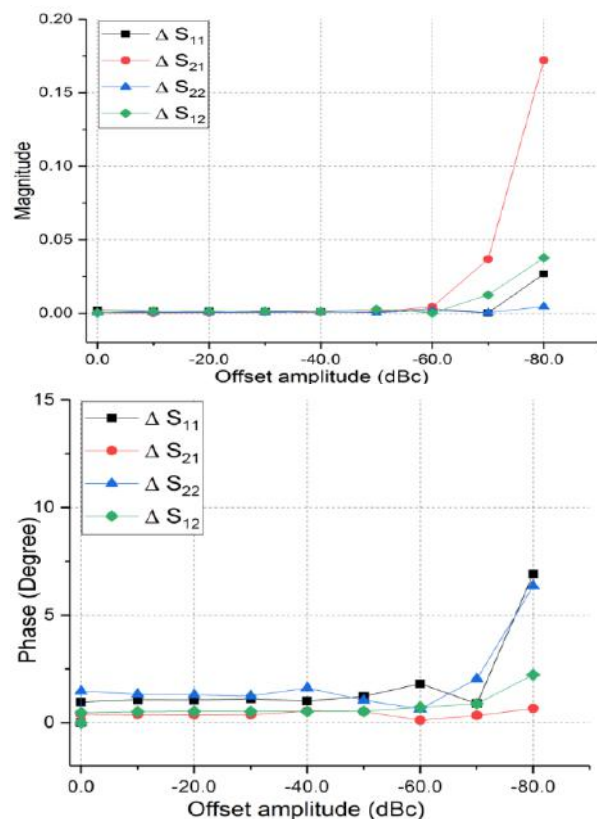 0.20
Δ S11
Δ S21
Δ S22
Δ S12
0.15
0.10
0.05
0.00
Magnitude
0.0 -20.0 -40.0 -60.0 -80.0
Offset amplitude (dBc)
15
Δ S11
Δ S21
Δ S22
Δ S12
10
5
0
Phase (Degree)
0.0 -20.0 -40.0 -60.0 -80.0
Offset amplitude (dBc)